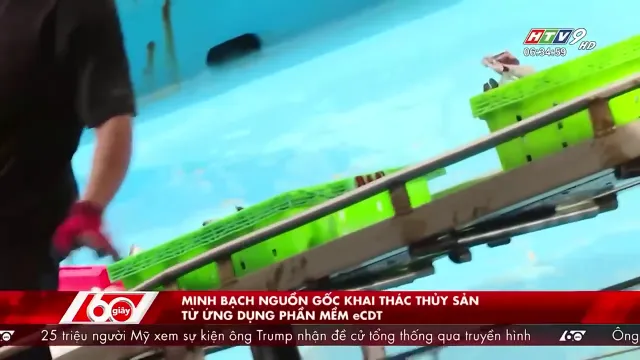 HTV9 HD
06:34:59
60 giây
MINH BẠCH NGUỒN GỐC KHAI THÁC THỦY SẢN
TỪ ỨNG DỤNG PHẦN MỀM eCDT
25 triệu người Mỹ xem sự kiện ông Trump nhận đề cử tổng thống qua truyền hình
60
Ông